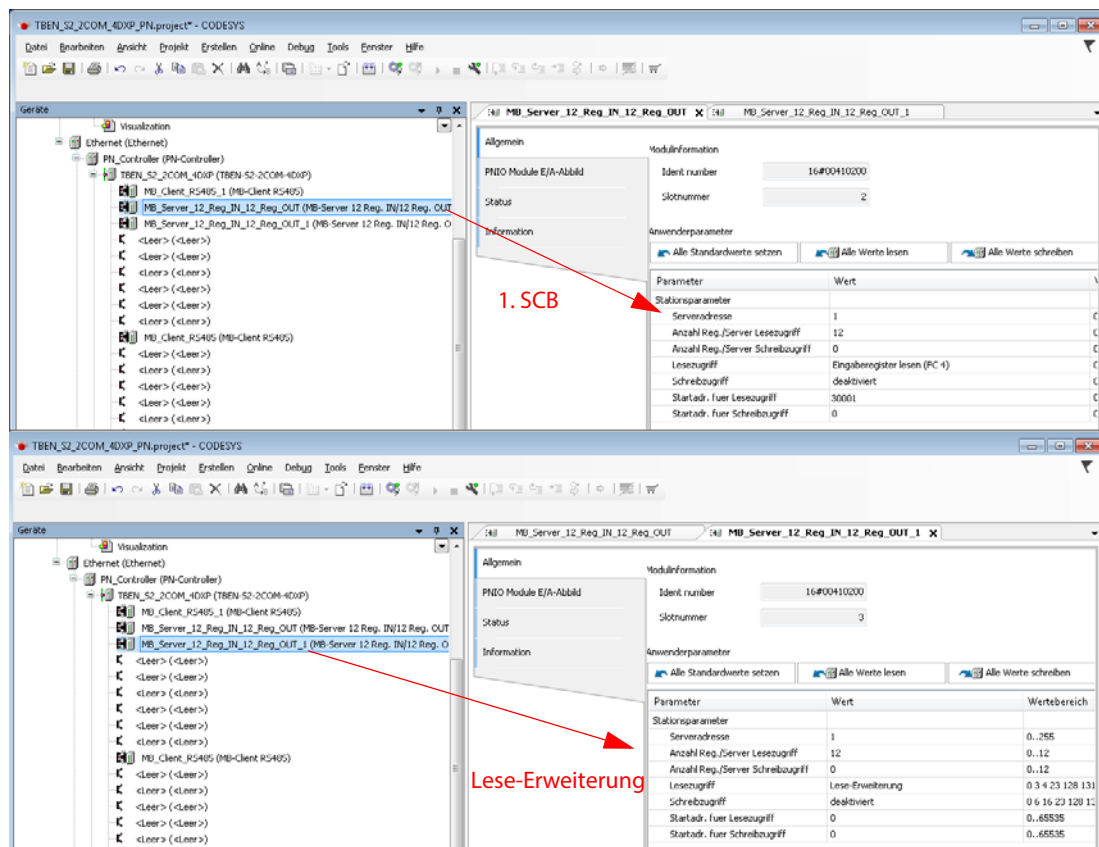 TBEN_S2_2COM_4DXP_PN.project* - CODESYS
Datei Bearbeiten Ansicht Projekt Erstellen Online Debug Tools Fenster Hilfe
Geräte
Visualization
Ethernet (Ethernet)
PN_Controller (PN-Controller)
TBEN_S2_2COM_4DXP (TBEN-S2-2COM-4DXP)
MB_Client_RS485_1 (MB-Client RS485)
MB_Server_12_Reg_IN_12_Reg_OUT (MB-Server 12 Reg. IN/12 Reg. OUT
MB_Server_12_Reg_IN_12_Reg_OUT_1 (MB-Server 12 Reg. IN/12 Reg. O
<Leer> (<Leer>)
<Leer> (<Leer>)
<Leer> (<Leer>)
<Leer> (<Leer>)
<Leer> (<Leer>)
<Leer> (<Leer>)
MB_Client_RS485 (MB-Client RS485)
<Leer> (<Leer>)
<Leer> (<Leer>)
<Leer> (<Leer>)
<Leer> (<Leer>)
<Leer> (<Leer>)
MB_Server_12_Reg_IN_12_Reg_OUT MB_Server_12_Reg_IN_12_Reg_OUT_1
Allgemein
PNIO Module E/A-Abbild
Status
Information
Modulinformation
Ident number 16#00410200
Slotnummer 2
Anwenderparameter
Alle Standardwerte setzen Alle Werte lesen Alle Werte schreiben
Parameter Wert
Stationsparameter
Serveradresse 1
Anzahl Reg./Server Lesezugriff 12
Anzahl Reg./Server Schreibzugriff 0
Lesezugriff Eingaberegister lesen (FC 4)
Schreibzugriff deaktiviert
Startadr. fuer Lesezugriff 30001
Startadr. fuer Schreibzugriff 0
1. SCB
TBEN_S2_2COM_4DXP_PN.project* - CODESYS
Datei Bearbeiten Ansicht Projekt Erstellen Online Debug Tools Fenster Hilfe
Geräte
Visualization
Ethernet (Ethernet)
PN_Controller (PN-Controller)
TBEN_S2_2COM_4DXP (TBEN-S2-2COM-4DXP)
MB_Client_RS485_1 (MB-Client RS485)
MB_Server_12_Reg_IN_12_Reg_OUT (MB-Server 12 Reg. IN/12 Reg. OUT
MB_Server_12_Reg_IN_12_Reg_OUT_1 (MB-Server 12 Reg. IN/12 Reg. O
<Leer> (<Leer>)
<Leer> (<Leer>)
<Leer> (<Leer>)
<Leer> (<Leer>)
<Leer> (<Leer>)
<Leer> (<Leer>)
MB_Client_RS485 (MB-Client RS485)
<Leer> (<Leer>)
<Leer> (<Leer>)
<Leer> (<Leer>)
<Leer> (<Leer>)
<Leer> (<Leer>)
MB_Server_12_Reg_IN_12_Reg_OUT MB_Server_12_Reg_IN_12_Reg_OUT_1
Allgemein
PNIO Module E/A-Abbild
Status
Information
Modulinformation
Ident number 16#00410200
Slotnummer 3
Anwenderparameter
Alle Standardwerte setzen Alle Werte lesen Alle Werte schreiben
Parameter Wert Wertebereich
Stationsparameter
Serveradresse 1 0..255
Anzahl Reg./Server Lesezugriff 12 0..12
Anzahl Reg./Server Schreibzugriff 0 0..12
Lesezugriff Lese-Erweiterung 0 3 4 23 128 131
Schreibzugriff deaktiviert 0 6 16 23 128 13
Startadr. fuer Lesezugriff 0 0..65535
Startadr. fuer Schreibzugriff 0 0..65535
Lese-Erweiterung